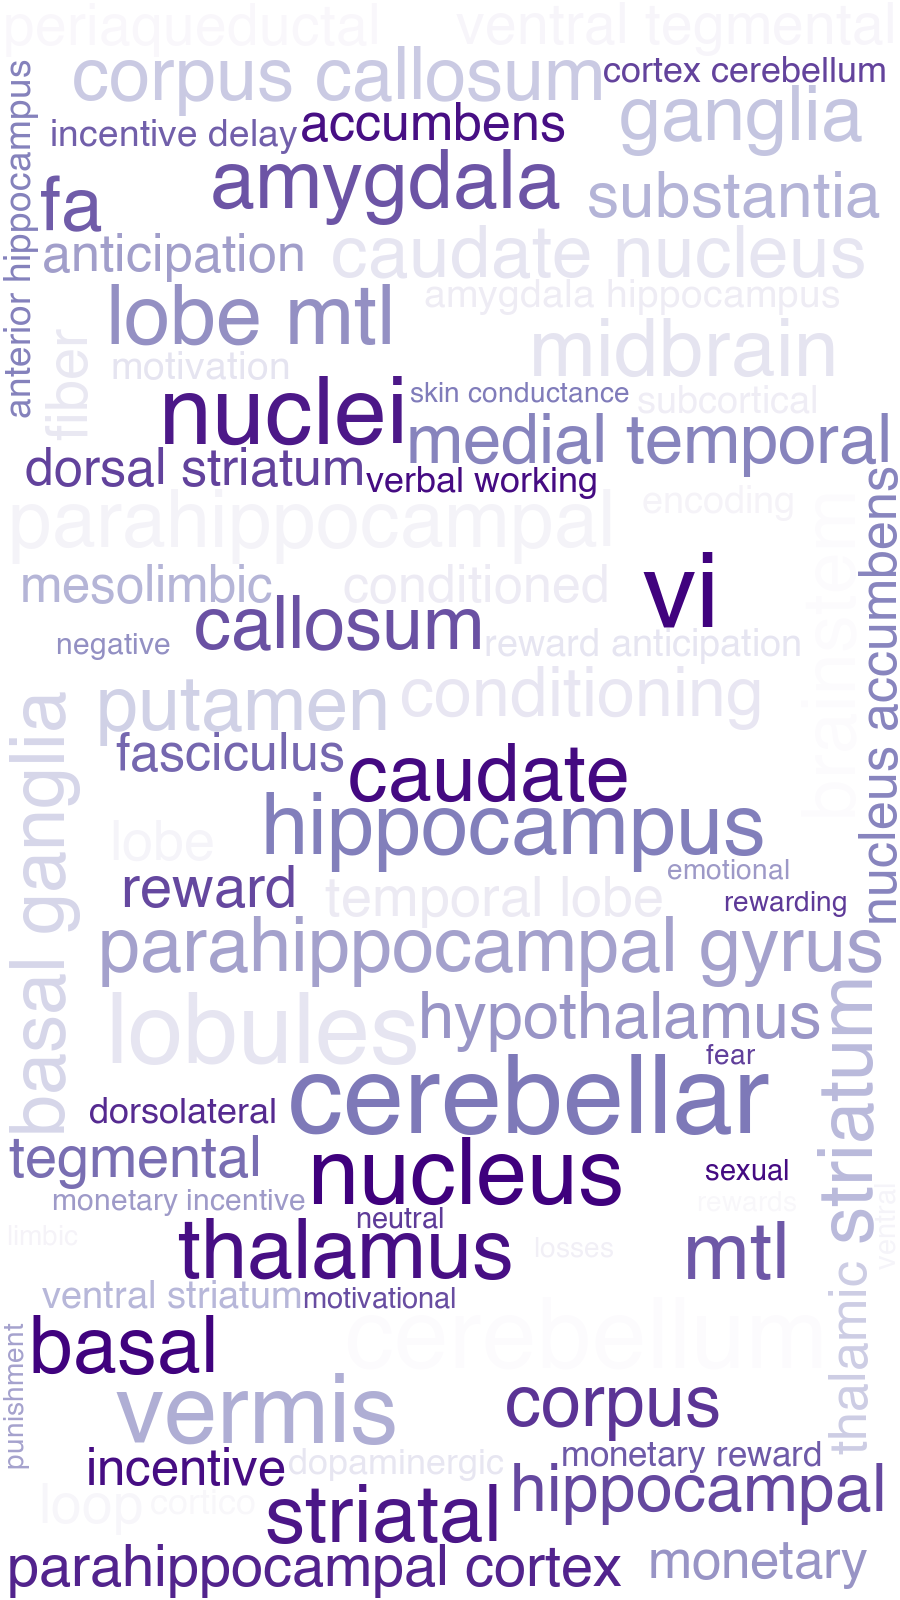 periaqueductal
ventral tegmental
corpus callosum
cortex cerebellum
anterior hippocampus
incentive delay
accumbens
ganglia
fa
amygdala
substantia
anticipation
caudate nucleus
lobe mtl
amygdala hippocampus
fiber
motivation
midbrain
nuclei
skin conductance
subcortical
medial temporal
dorsal striatum
verbal working
nucleus accumbens
parahippocampal
encoding
brainstem
mesolimbic
conditioned
vi
callosum
negative
reward anticipation
putamen
conditioning
basal ganglia
fasciculus
caudate
hippocampus
lobe
reward
temporal lobe
emotional
rewarding
parahippocampal gyrus
striatum
lobules
hypothalamus
fear
cerebellar
dorsolateral
tegmental
nucleus
sexual
monetary incentive
rewards
ventral
neutral
limbic
thalamus
losses
mtl
thalamic
ventral striatum
motivational
cerebellum
basal
punishment
vermis
corpus
incentive
dopaminergic
monetary reward
loop
cortico
striatal
hippocampal
parahippocampal cortex
monetary